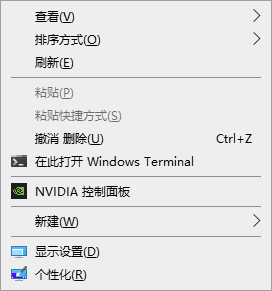 查看(V)
排序方式(O)
刷新(E)
粘贴(P)
粘贴快捷方式(S)
撤消 删除(U) Ctrl+Z
在此打开 Windows Terminal
NVIDIA 控制面板
新建(W)
显示设置(D)
个性化(R)